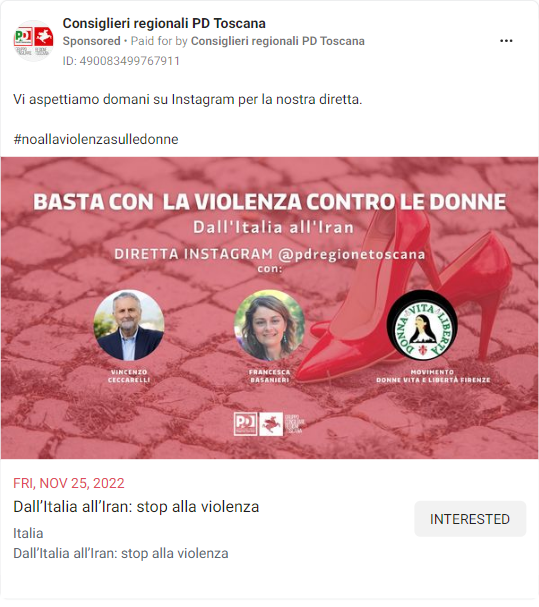 Consiglieri regionali PD Toscana
Sponsored • Paid for by Consiglieri regionali PD Toscana
ID: 490083499767911
Vi aspettiamo domani su Instagram per la nostra diretta.
#noallaviolenzasulledonne
BASTA CON LA VIOLENZA CONTRO LE DONNE
Dall'Italia all'Iran
DIRETTA INSTAGRAM @pdregionetoscana
con:
DONNA VITA LIBERTÀ
VINCENZO
CECCARELLI
FRANCESCA
BASANIERI
MOVIMENTO
DONNE VITA E LIBERTÀ FIRENZE
PD
FRI, NOV 25, 2022
Dall'Italia all'Iran: stop alla violenza
Italia
Dall'Italia all'Iran: stop alla violenza
INTERESTED